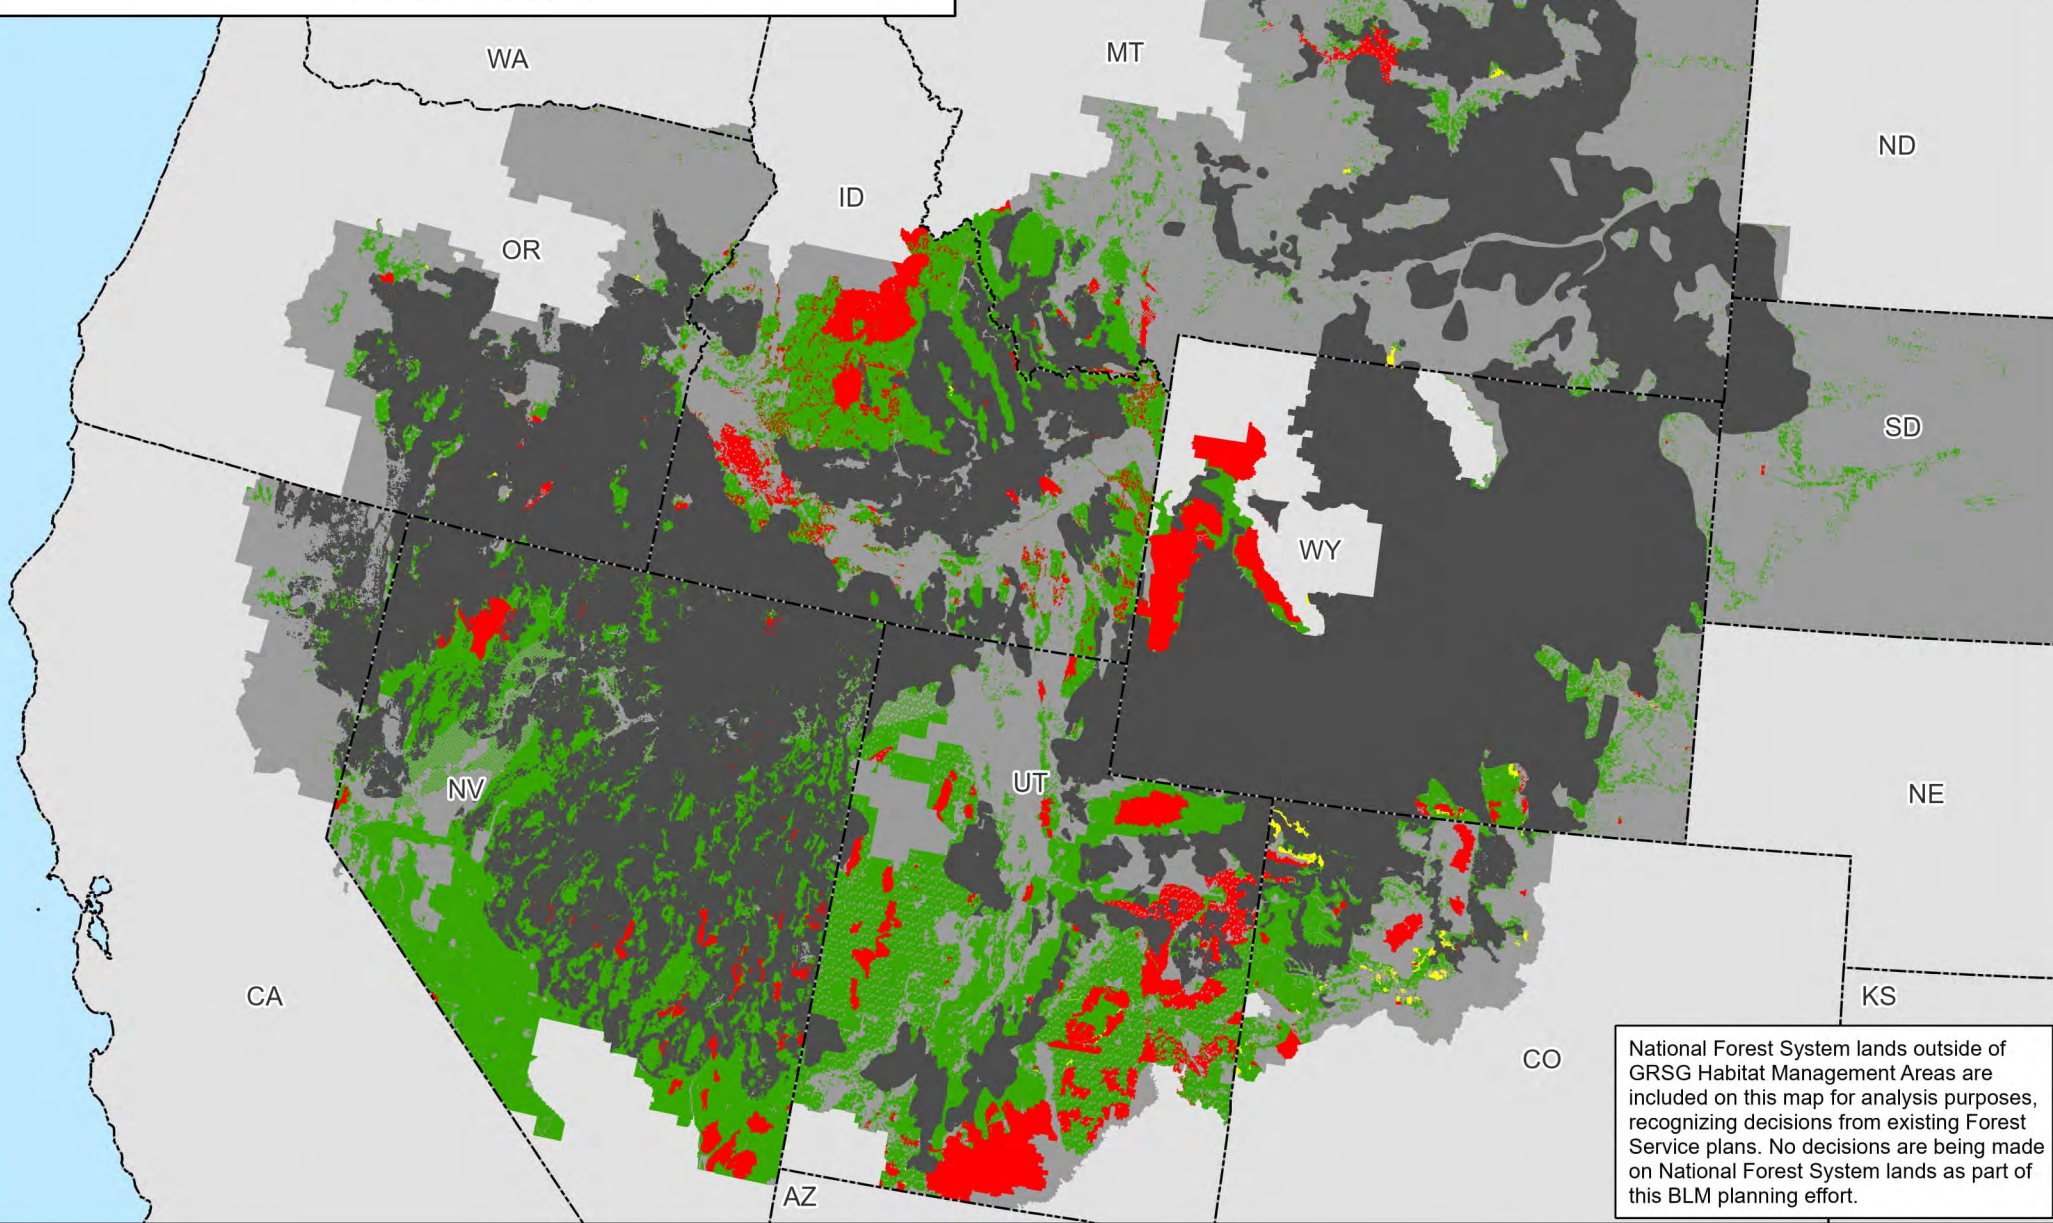 WA
MT
ND
ID
OR
SD
WY
UT
NV
NE
CA
KS
CO
AZ
National Forest System lands outside of
GRSG Habitat Management Areas are
included on this map for analysis purposes,
recognizing decisions from existing Forest
Service plans. No decisions are being made
on National Forest System lands as part of
this BLM planning effort.